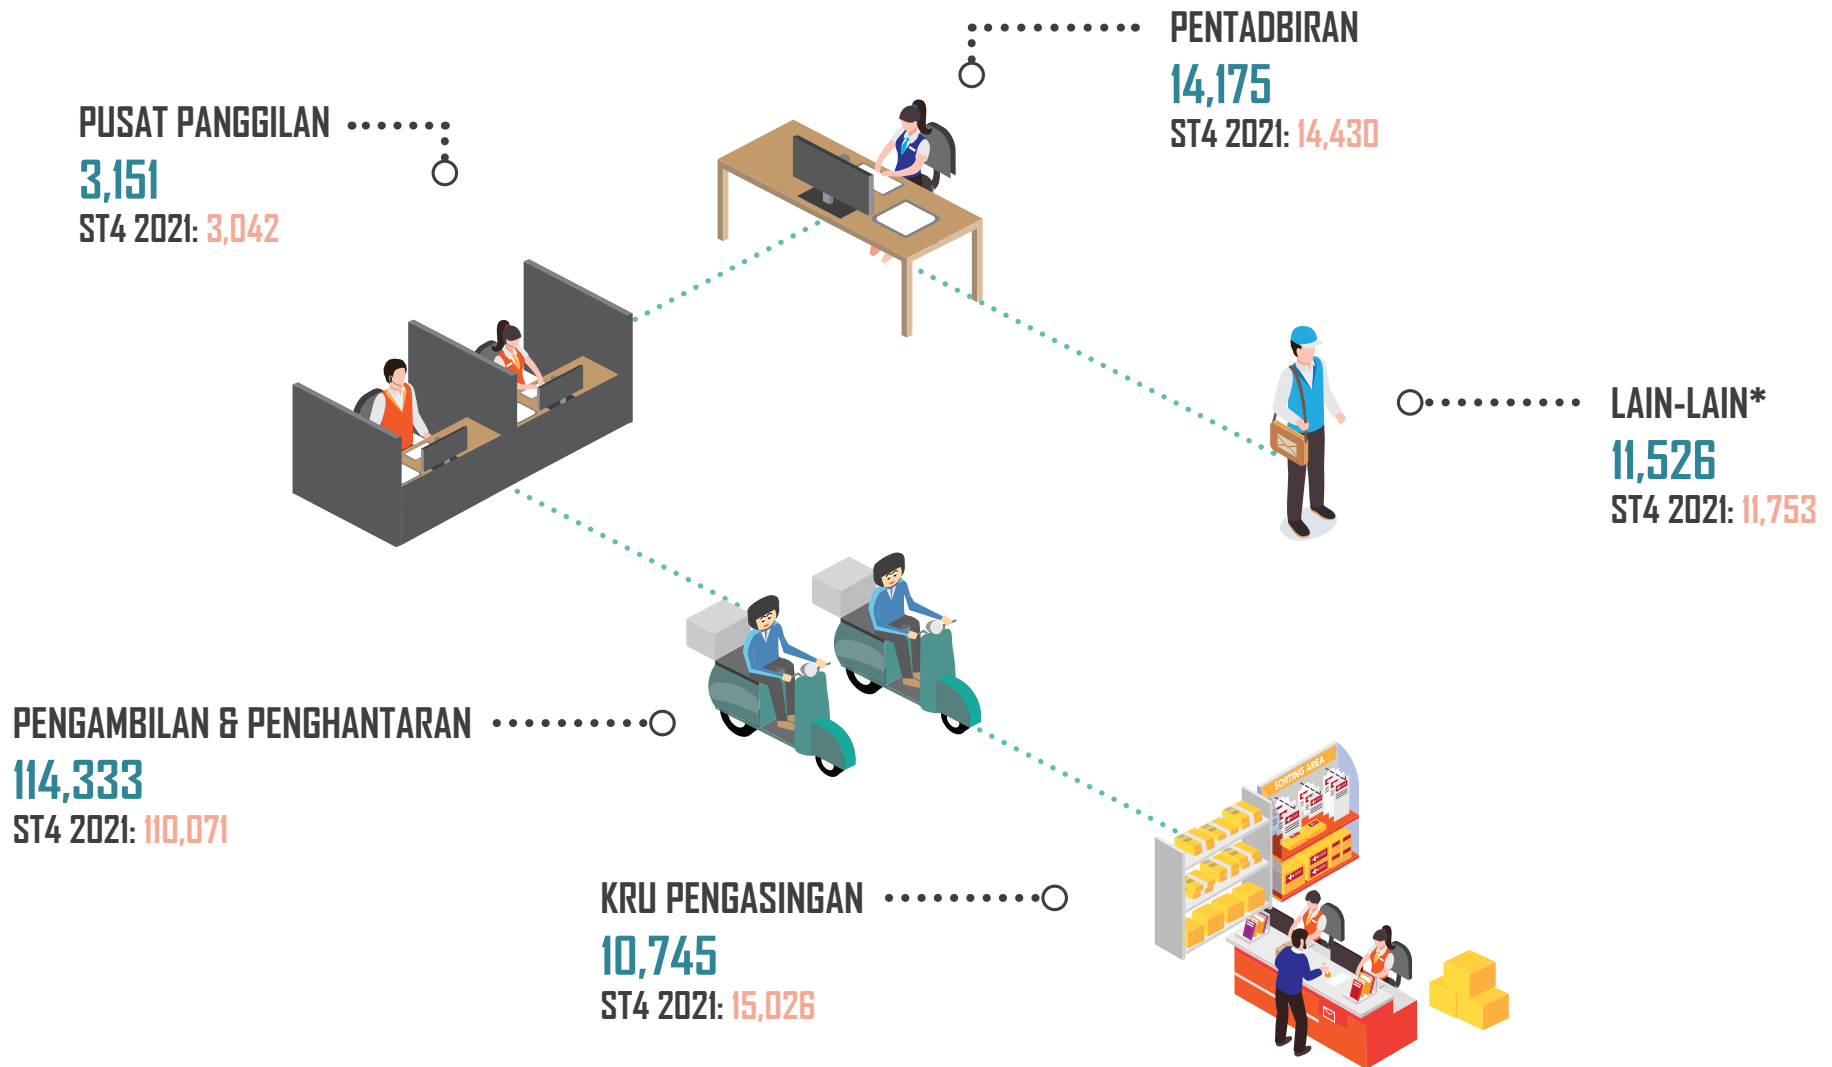 PENTADBIRAN
14,175
ST4 2021: 14,430
PUSAT PANGGILAN
3,151
ST4 2021: 3,042
LAIN-LAIN*
11,526
ST4 2021: 11,753
PENGAMBILAN & PENGHANTARAN
114,333
ST4 2021: 110,071
SORTING AREA
KRU PENGASINGAN
10,745
ST4 2021: 15,026